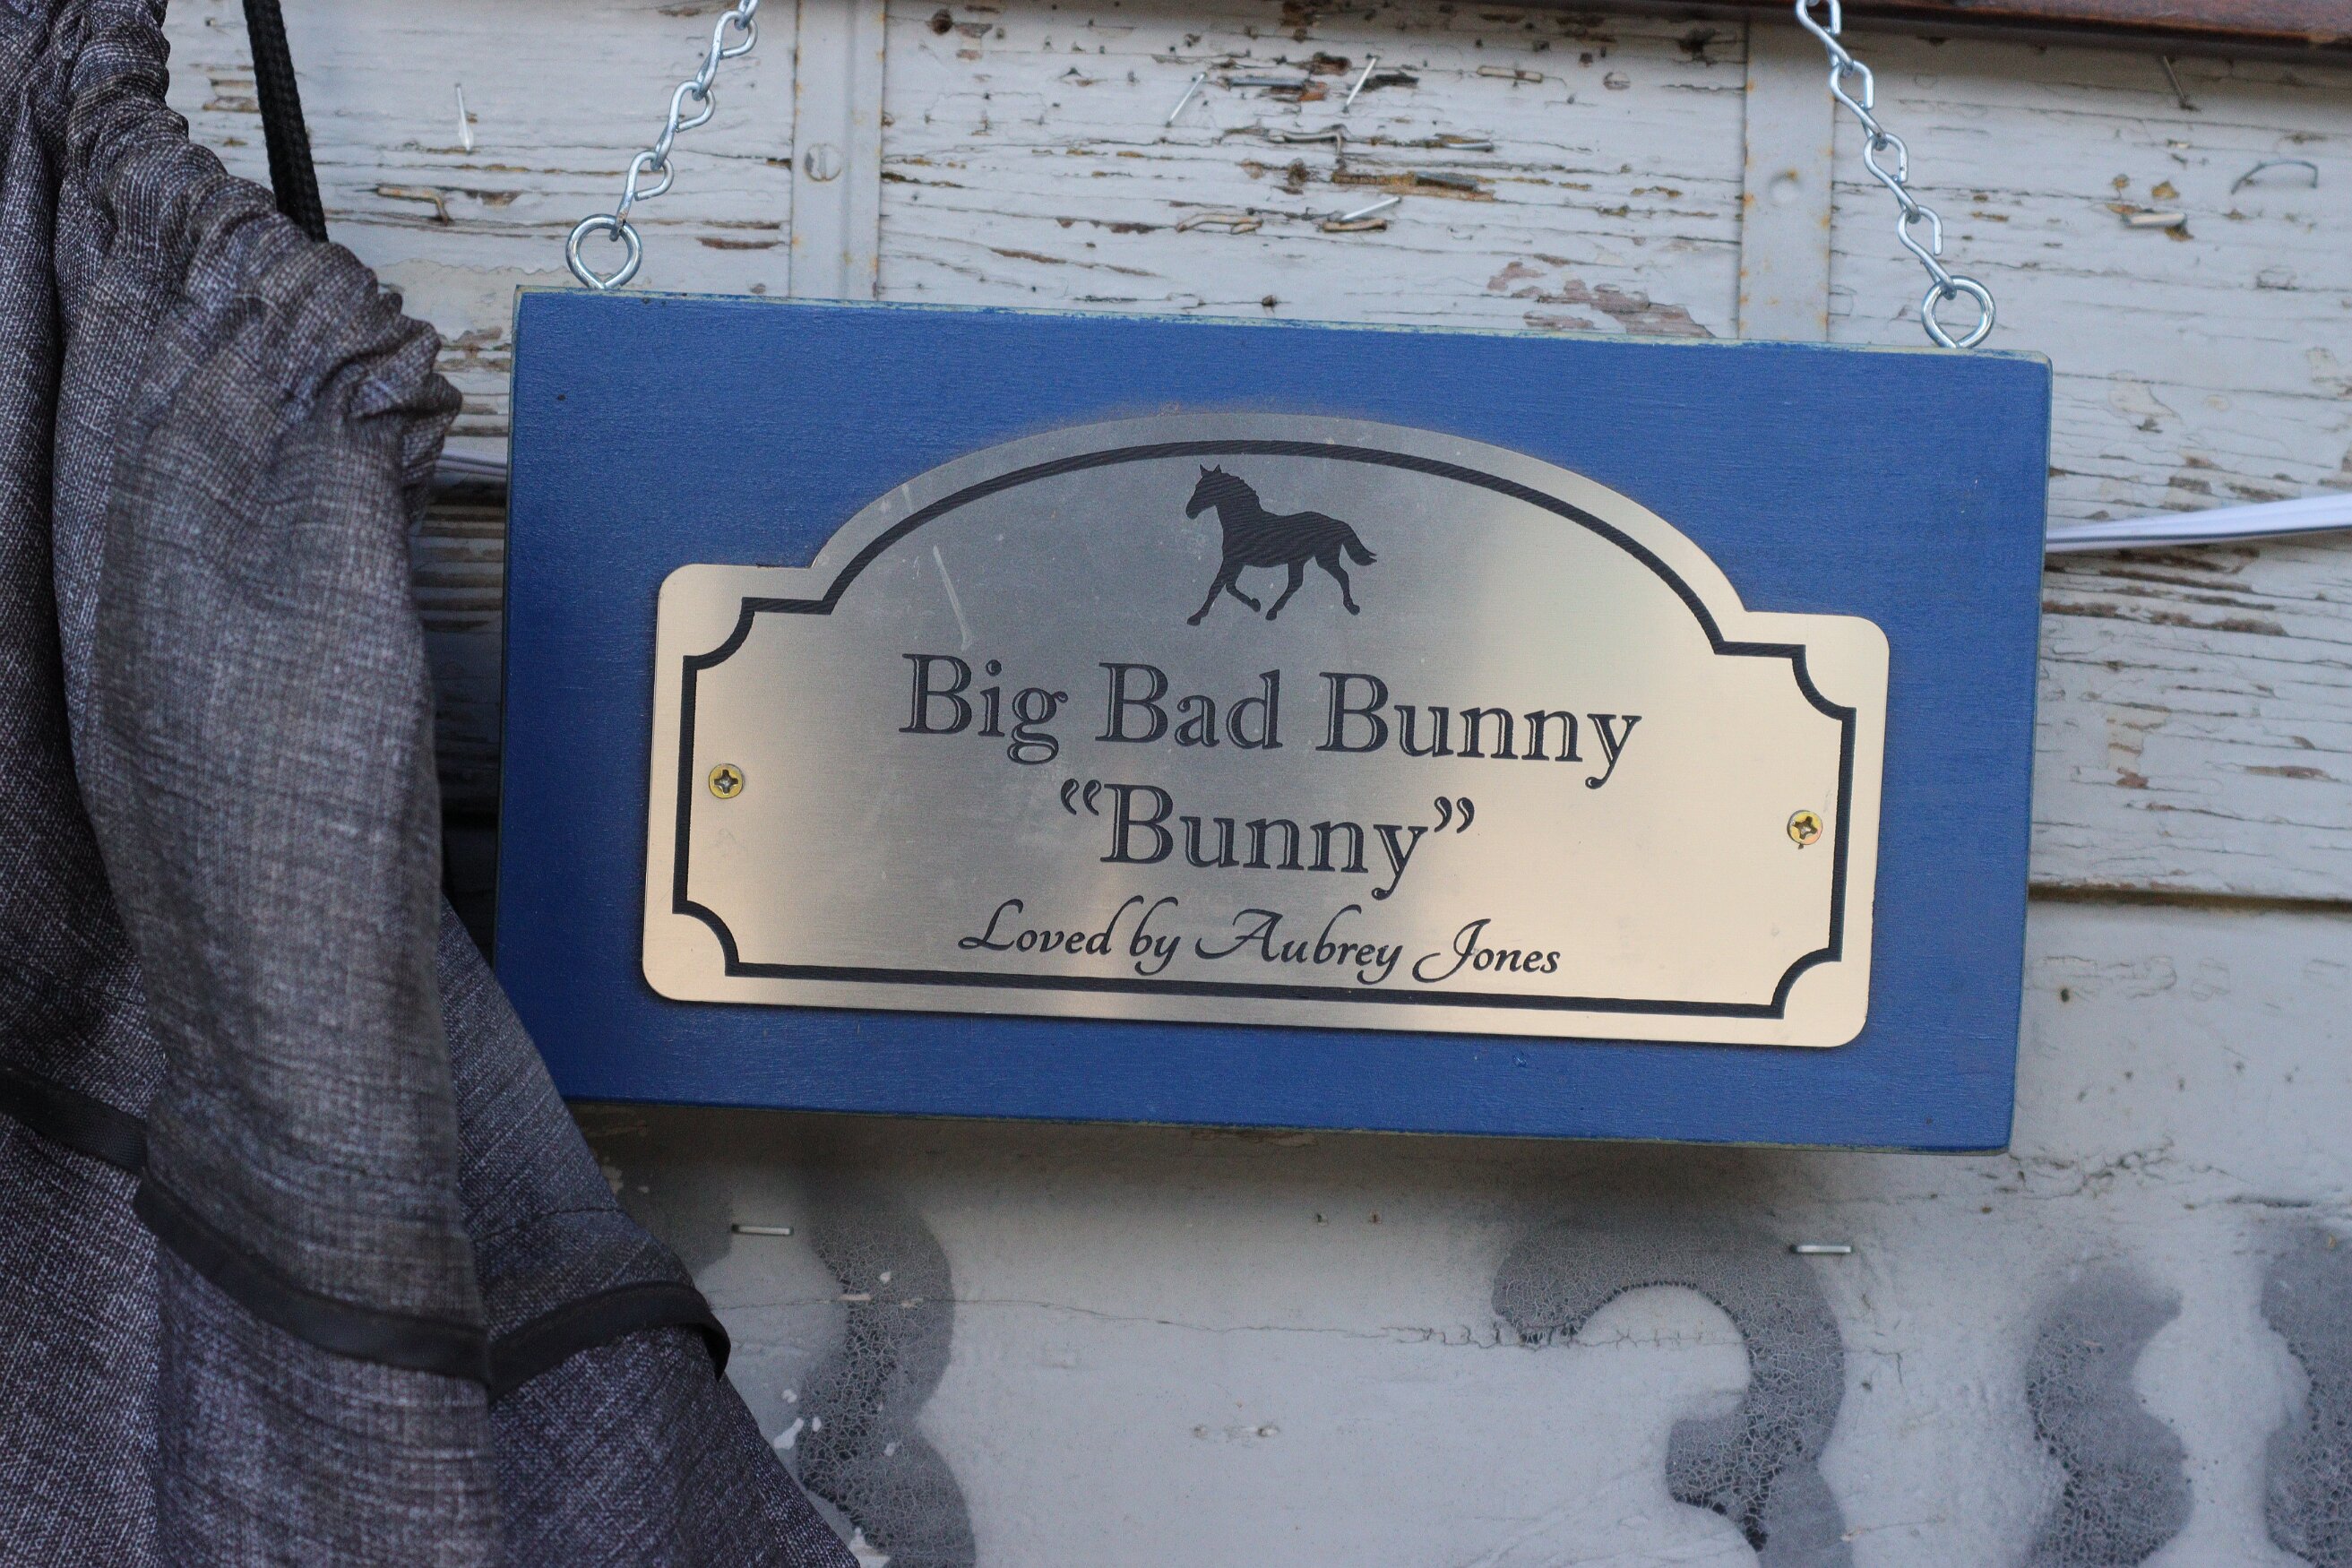 Big Bad Bunny
“Bunny”
Loved by Aubrey Jones